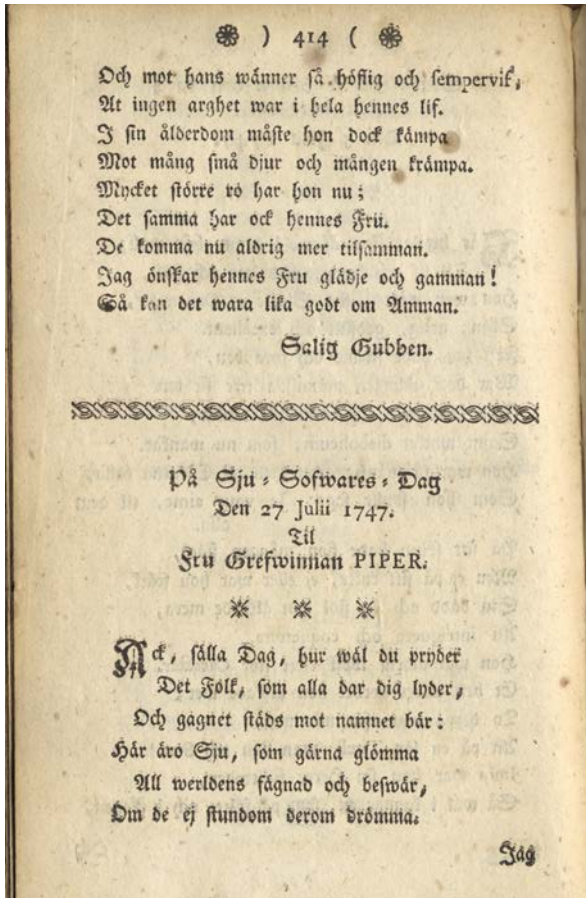 ❀ ) 414 ( ❀
Och mot hans wänner så höflig och sempervif,
At ingen arghet war i hela hennes lif.
I sin ålderdom måste hon dock kämpa
Mot mång små djur och mången krämpa.
Mycket större ro har hon nu;
Det samma har ock hennes Fru.
De komma nu aldrig mer tilsamman.
Jag önskar hennes Fru glädje och gamman!
Så kan det wara lika godt om Amman.
Salig Gubben.
På Sju-Sofwares-Dag
Den 27 Julii 1747.
Til
Fru Grefwinnan PIPER.
Ack, sälla Dag, hur wäl du pryder
Det Folk, som alla dar dig lyder,
Och gagnet städs mot namnet bär:
Här äro Sju, som gärna glömma
All werldens fägnad och beswär,
Om de ej stundom derom drömma.
Jag